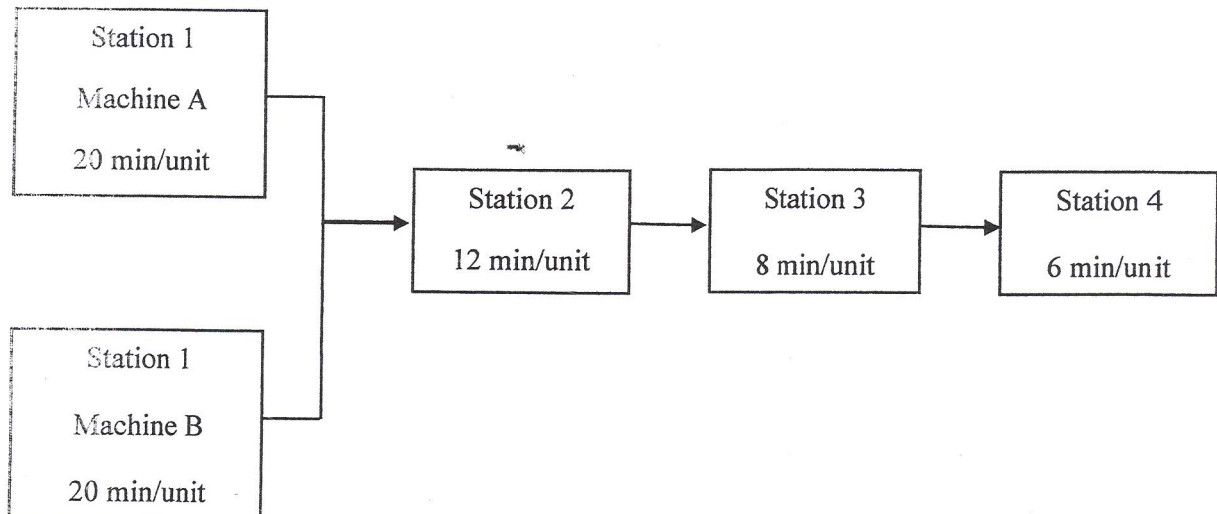 Station 1
Machine A
20 min/unit
Station 1
Machine B
20 min/unit
Station 2
12 min/unit
Station 3
8 min/unit
Station 4
6 min/unit